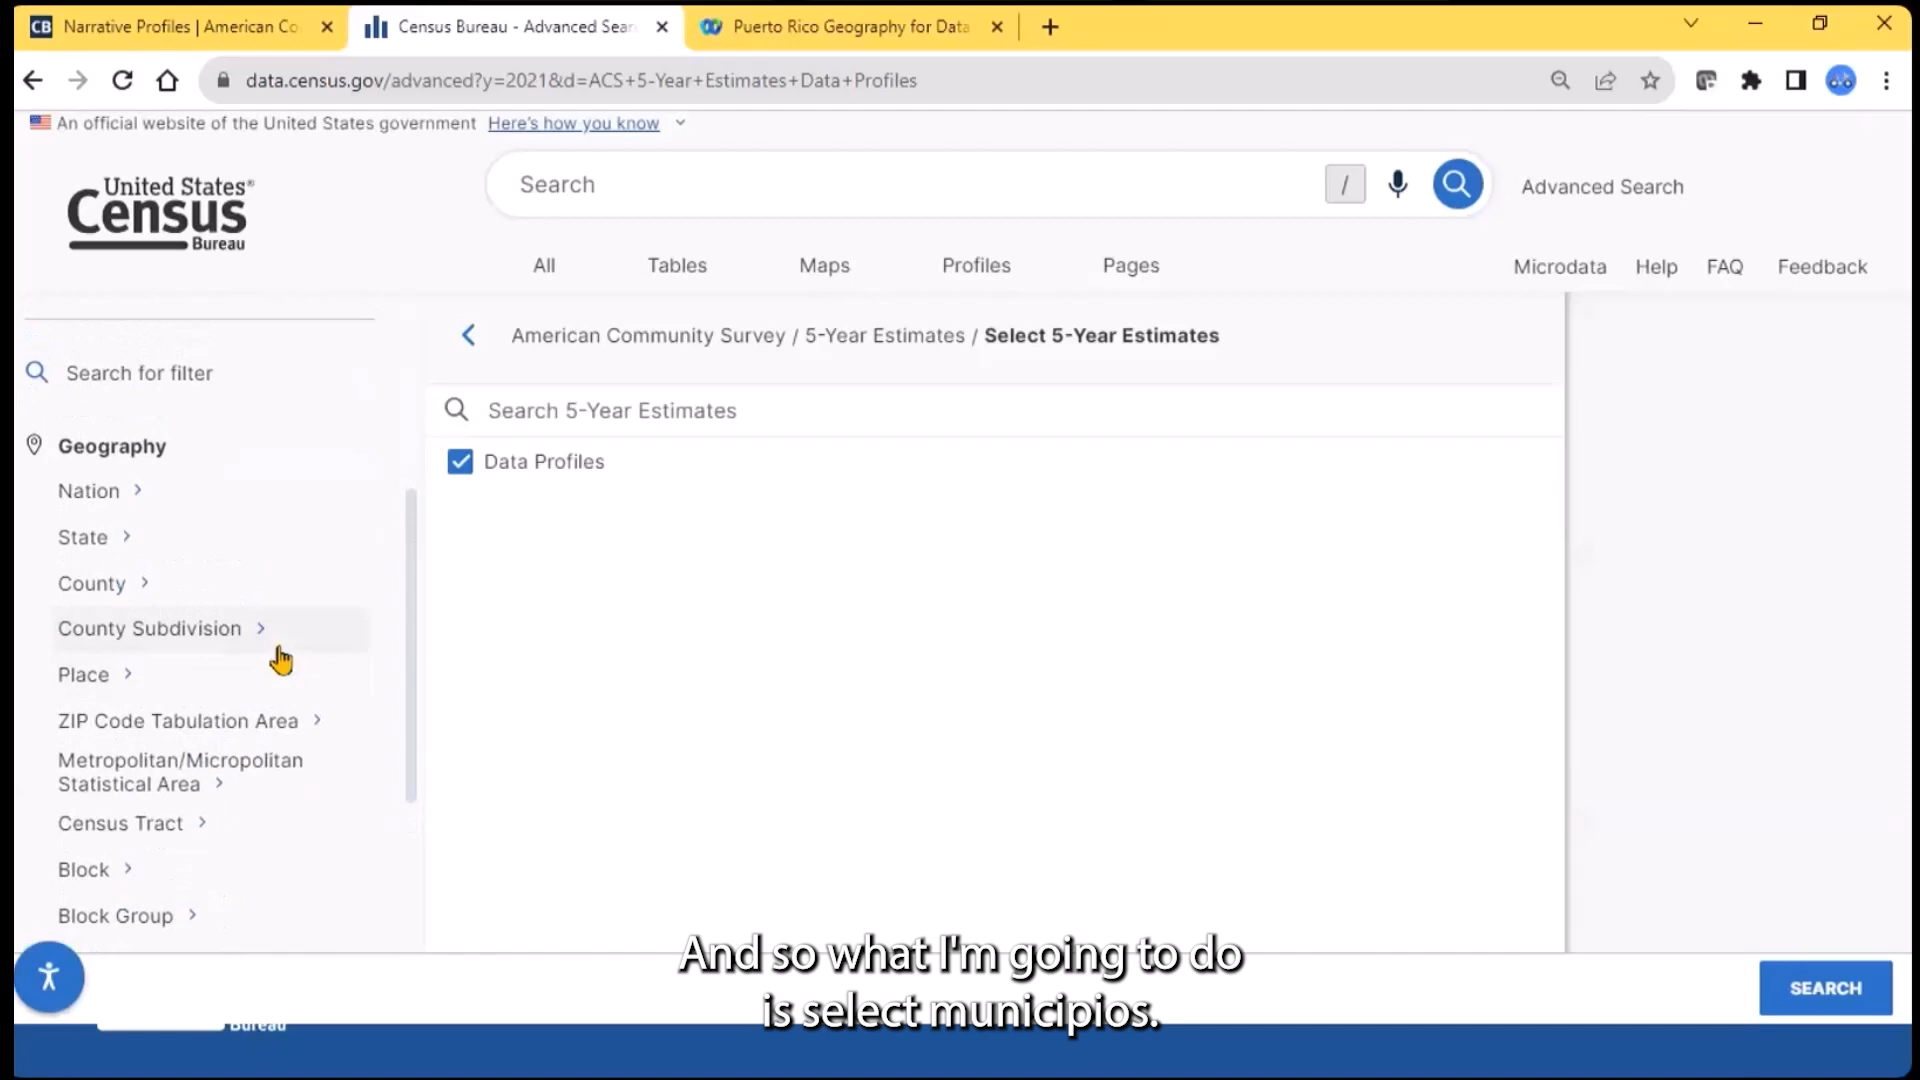 CB Narrative Profiles | American Co
Census Bureau - Advanced Sear
Puerto Rico Geography for Data
data.census.gov/advanced?y=2021&d=ACS+5-Year+Estimates+Data+Profiles
An official website of the United States government Here's how you know
United States®
Census
Bureau
Search
/
Advanced Search
All Tables Maps Profiles Pages
Microdata Help FAQ Feedback
American Community Survey / 5-Year Estimates / Select 5-Year Estimates
Search for filter
Search 5-Year Estimates
Data Profiles
Geography
Nation
State
County
County Subdivision
Place
ZIP Code Tabulation Area
Metropolitan/Micropolitan
Statistical Area
Census Tract
Block
Block Group
And so what I'm going to do
is select municipios.
SEARCH
Bureau